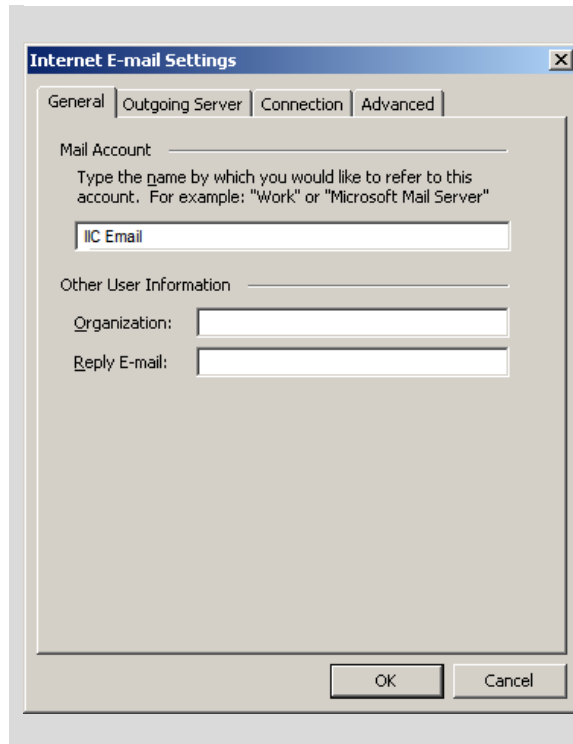 Internet E-mail Settings
General Outgoing Server Connection Advanced
Mail Account
Type the name by which you would like to refer to this
account. For example: "Work" or "Microsoft Mail Server"
IIC Email
Other User Information
Organization:
Reply E-mail:
OK Cancel